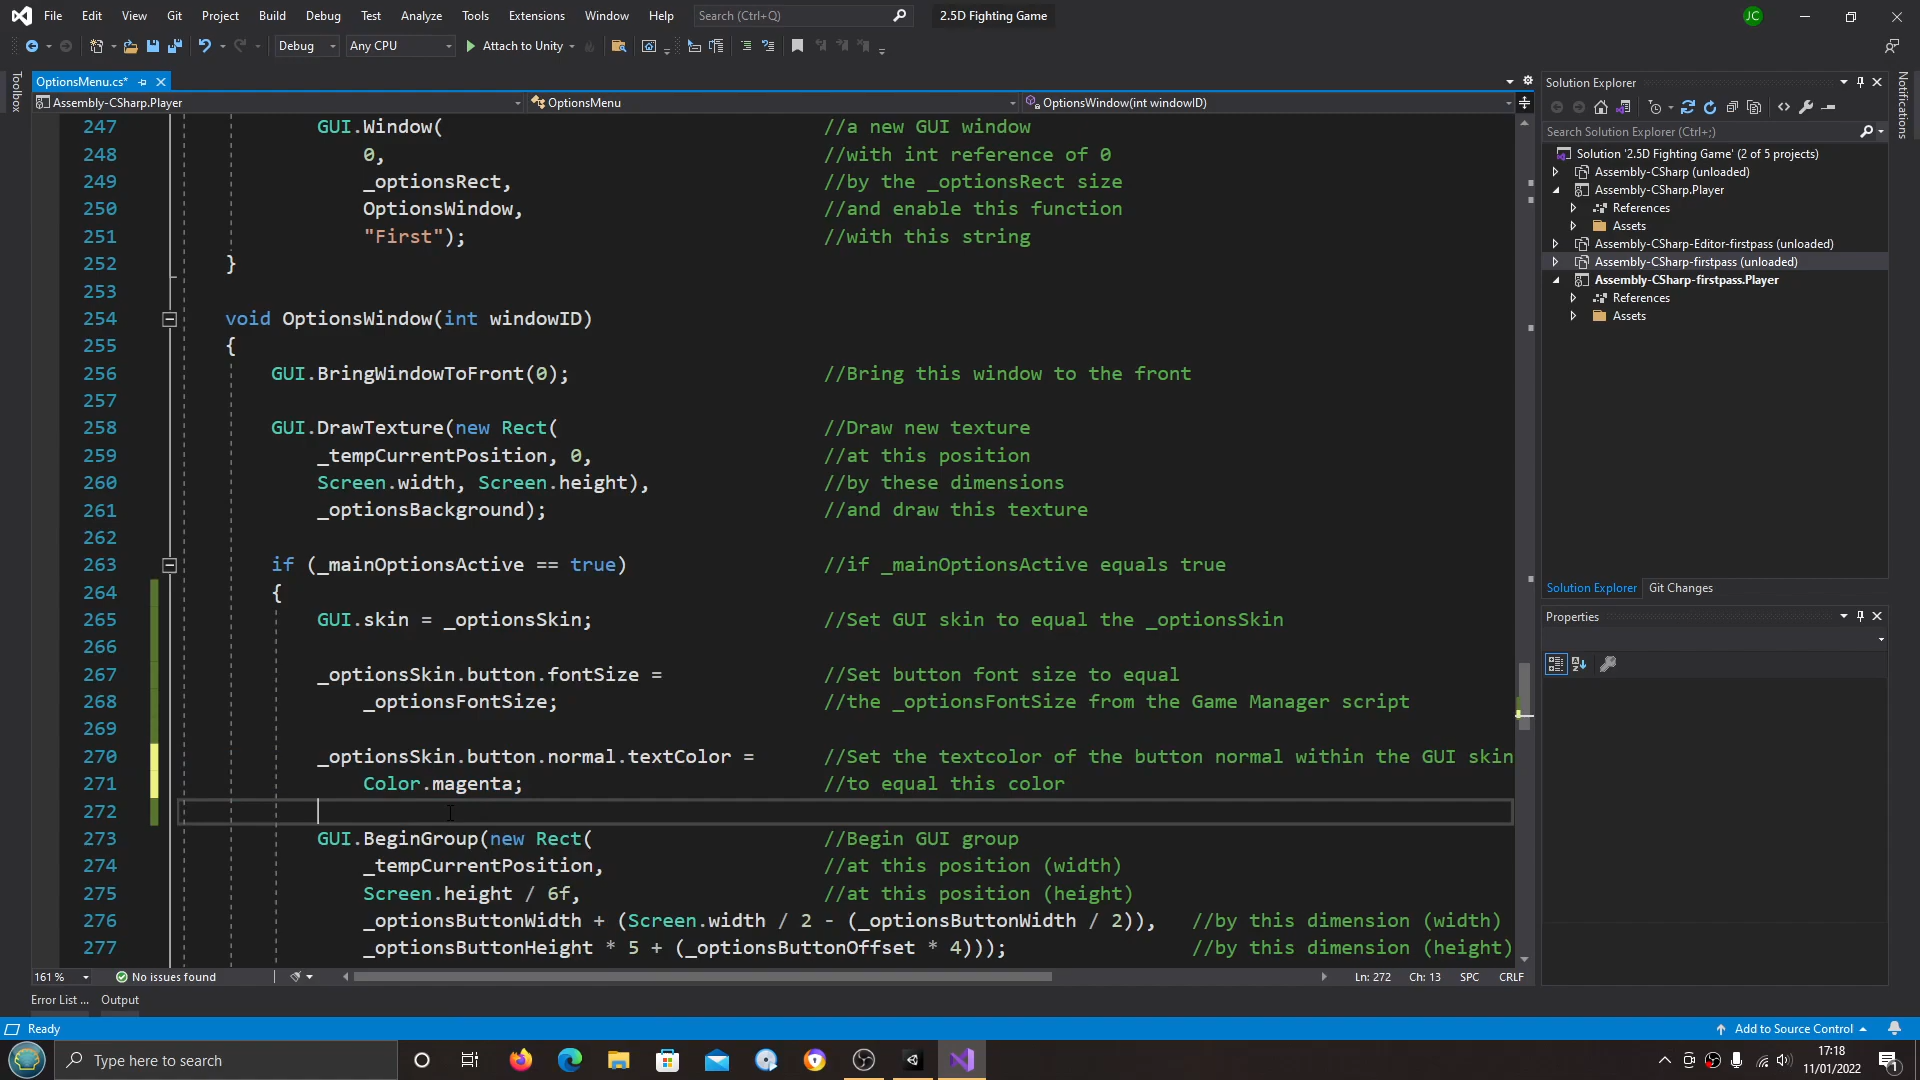 File Edit View Git Project Build Debug Test Analyze Tools Extensions Window Help Search (Ctrl+Q) 2.5D Fighting Game JC
Debug Any CPU Attach to Unity
Toolbox
OptionsMenu.cs*
Assembly-CSharp.Player OptionsMenu OptionsWindow(int windowID)
247 GUI.Window( //a new GUI window
248 0, //with int reference of 0
249 _optionsRect, //by the _optionsRect size
250 OptionsWindow, //and enable this function
251 "First"); //with this string
252 }
253
254 void OptionsWindow(int windowID)
255 {
256 GUI.BringWindowToFront(0); //Bring this window to the front
257
258 GUI.DrawTexture(new Rect( //Draw new texture
259 _tempCurrentPosition, 0, //at this position
260 Screen.width, Screen.height), //by these dimensions
261 _optionsBackground); //and draw this texture
262
263 if (_mainOptionsActive == true) //if _mainOptionsActive equals true
264 {
265 GUI.skin = _optionsSkin; //Set GUI skin to equal the _optionsSkin
266
267 _optionsSkin.button.fontSize = //Set button font size to equal
268 _optionsFontSize; //the _optionsFontSize from the Game Manager script
269
270 _optionsSkin.button.normal.textColor = //Set the textcolor of the button normal within the GUI skin
271 Color.magenta; //to equal this color
272
273 GUI.BeginGroup(new Rect( //Begin GUI group
274 _tempCurrentPosition, //at this position (width)
275 Screen.height / 6f, //at this position (height)
276 _optionsButtonWidth + (Screen.width / 2 - (_optionsButtonWidth / 2)), //by this dimension (width)
277 _optionsButtonHeight * 5 + (_optionsButtonOffset * 4))); //by this dimension (height)
161 % No issues found Ln: 272 Ch: 13 SPC CRLF
Error List ... Output
Solution Explorer
Search Solution Explorer (Ctrl+;)
Solution '2.5D Fighting Game' (2 of 5 projects)
Assembly-CSharp (unloaded)
Assembly-CSharp.Player
References
Assets
Assembly-CSharp-Editor-firstpass (unloaded)
Assembly-CSharp-firstpass (unloaded)
Assembly-CSharp-firstpass.Player
References
Assets
Solution Explorer Git Changes
Properties
Notifications
Ready Add to Source Control
Type here to search
17:18
11/01/2022
1